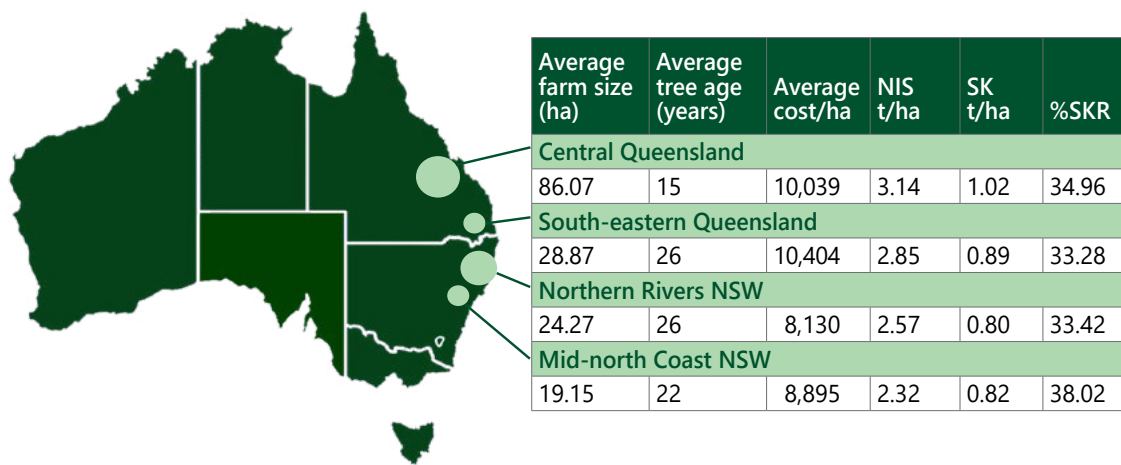 Average farm size (ha) Average tree age (years) Average cost/ha NIS t/ha SK t/ha %SKR
Central Queensland
86.07 15 10,039 3.14 1.02 34.96
South-eastern Queensland
28.87 26 10,404 2.85 0.89 33.28
Northern Rivers NSW
24.27 26 8,130 2.57 0.80 33.42
Mid-north Coast NSW
19.15 22 8,895 2.32 0.82 38.02